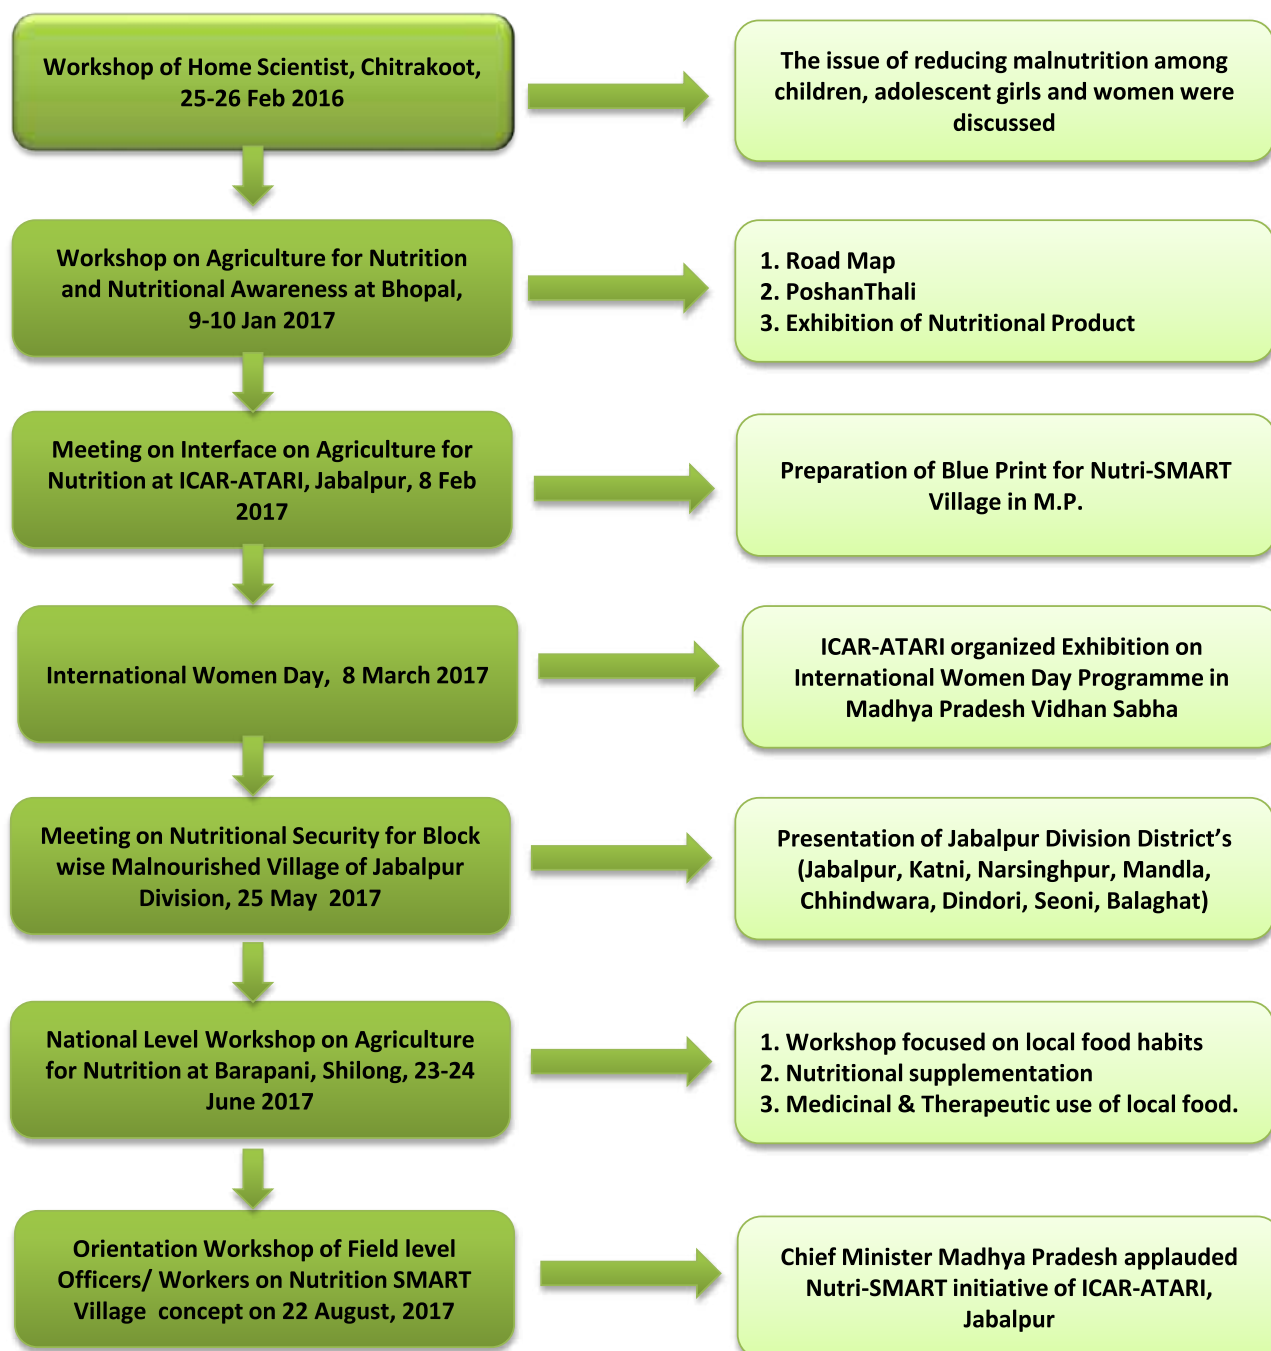 Workshop of Home Scientist, Chitrakoot,
25-26 Feb 2016
The issue of reducing malnutrition among
children, adolescent girls and women were
discussed
Workshop on Agriculture for Nutrition
and Nutritional Awareness at Bhopal,
9-10 Jan 2017
1. Road Map
2. PoshanThali
3. Exhibition of Nutritional Product
Meeting on Interface on Agriculture for
Nutrition at ICAR-ATARI, Jabalpur, 8 Feb
2017
Preparation of Blue Print for Nutri-SMART
Village in M.P.
International Women Day,  8 March 2017
ICAR-ATARI organized Exhibition on
International Women Day Programme in
Madhya Pradesh Vidhan Sabha
Meeting on Nutritional Security for Block
wise Malnourished Village of Jabalpur
Division, 25 May  2017
Presentation of Jabalpur Division District’s
(Jabalpur, Katni, Narsinghpur, Mandla,
Chhindwara, Dindori, Seoni, Balaghat)
National Level Workshop on Agriculture
for Nutrition at Barapani, Shilong, 23-24
June 2017
1. Workshop focused on local food habits
2. Nutritional supplementation
3. Medicinal & Therapeutic use of local food.
Orientation Workshop of Field level
Officers/ Workers on Nutrition SMART
Village  concept on 22 August, 2017
Chief Minister Madhya Pradesh applauded
Nutri-SMART initiative of ICAR-ATARI,
Jabalpur